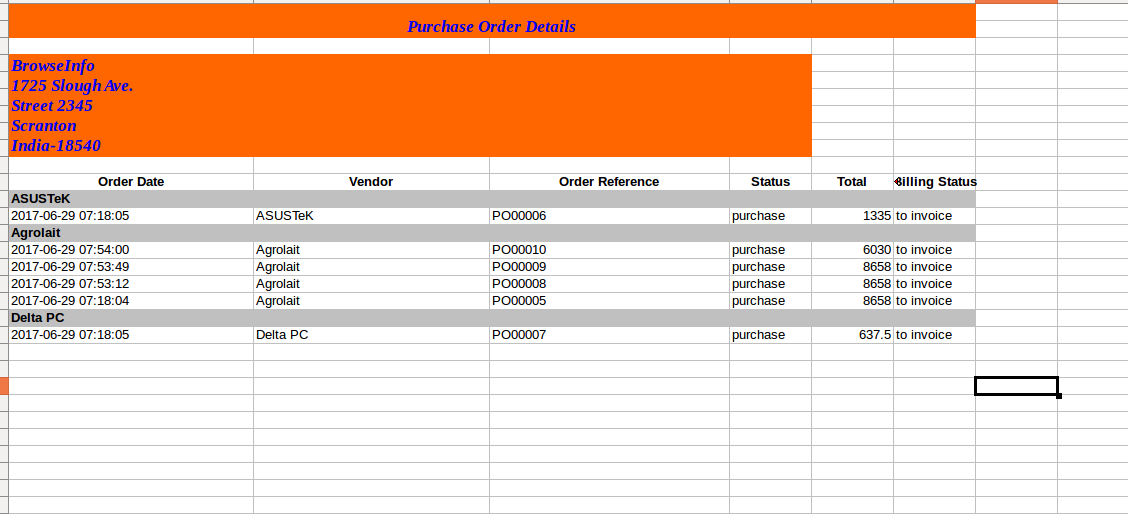 Purchase Order Details
BrowseInfo
1725 Slough Ave.
Street 2345
Scranton
India-18540
Order Date Vendor Order Reference Status Total Billing Status
ASUSTeK
2017-06-29 07:18:05 ASUSTeK PO00006 purchase 1335 to invoice
Agrolait
2017-06-29 07:54:00 Agrolait PO00010 purchase 6030 to invoice
2017-06-29 07:53:49 Agrolait PO00009 purchase 8658 to invoice
2017-06-29 07:53:12 Agrolait PO00008 purchase 8658 to invoice
2017-06-29 07:18:04 Agrolait PO00005 purchase 8658 to invoice
Delta PC
2017-06-29 07:18:05 Delta PC PO00007 purchase 637.5 to invoice